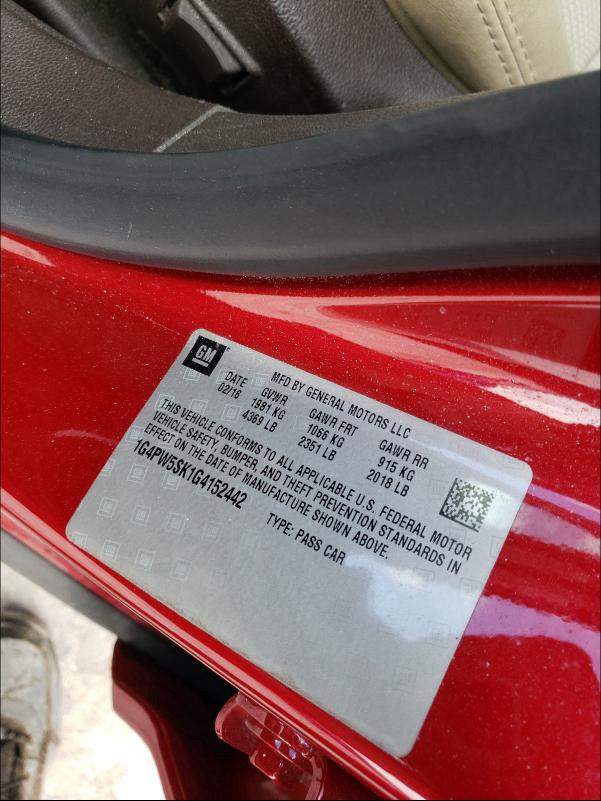 GM
MFD BY GENERAL MOTORS LLC
DATE GVWR GAWR FRT GAWR RR
02/16 1981 KG 1066 KG 915 KG
4369 LB 2351 LB 2018 LB
THIS VEHICLE CONFORMS TO ALL APPLICABLE U.S. FEDERAL MOTOR
VEHICLE SAFETY, BUMPER, AND THEFT PREVENTION STANDARDS IN
EFFECT ON THE DATE OF MANUFACTURE SHOWN ABOVE.
1G4PW5SK1G4152442
TYPE: PASS CAR